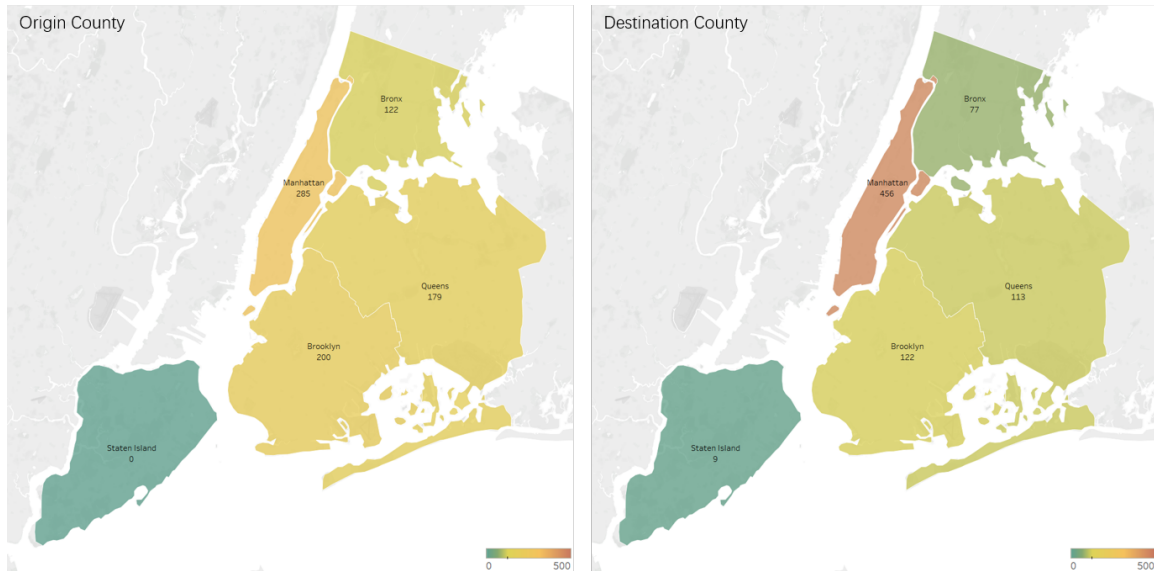 Origin County
Bronx
122
Manhattan
285
Queens
179
Brooklyn
200
Staten Island
0
0 500
Destination County
Bronx
77
Manhattan
456
Queens
113
Brooklyn
122
Staten Island
9
0 500